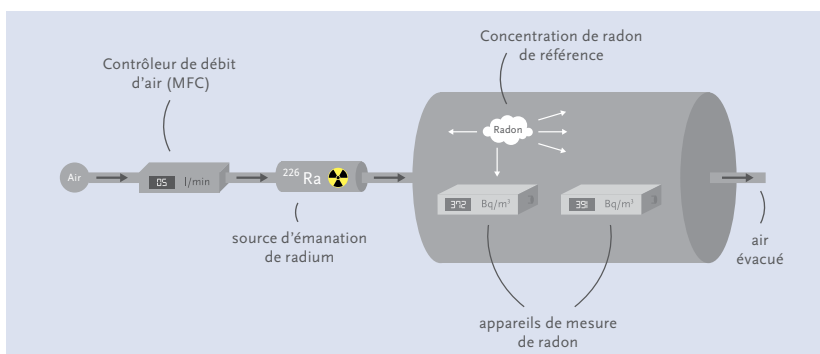 Concentration de radon
de référence
Contrôleur de débit
d'air (MFC)
Radon
Air
05 l/min
226 Ra
372 Bq/m³
391 Bq/m³
source d'émanation
de radium
air
évacué
appareils de mesure
de radon